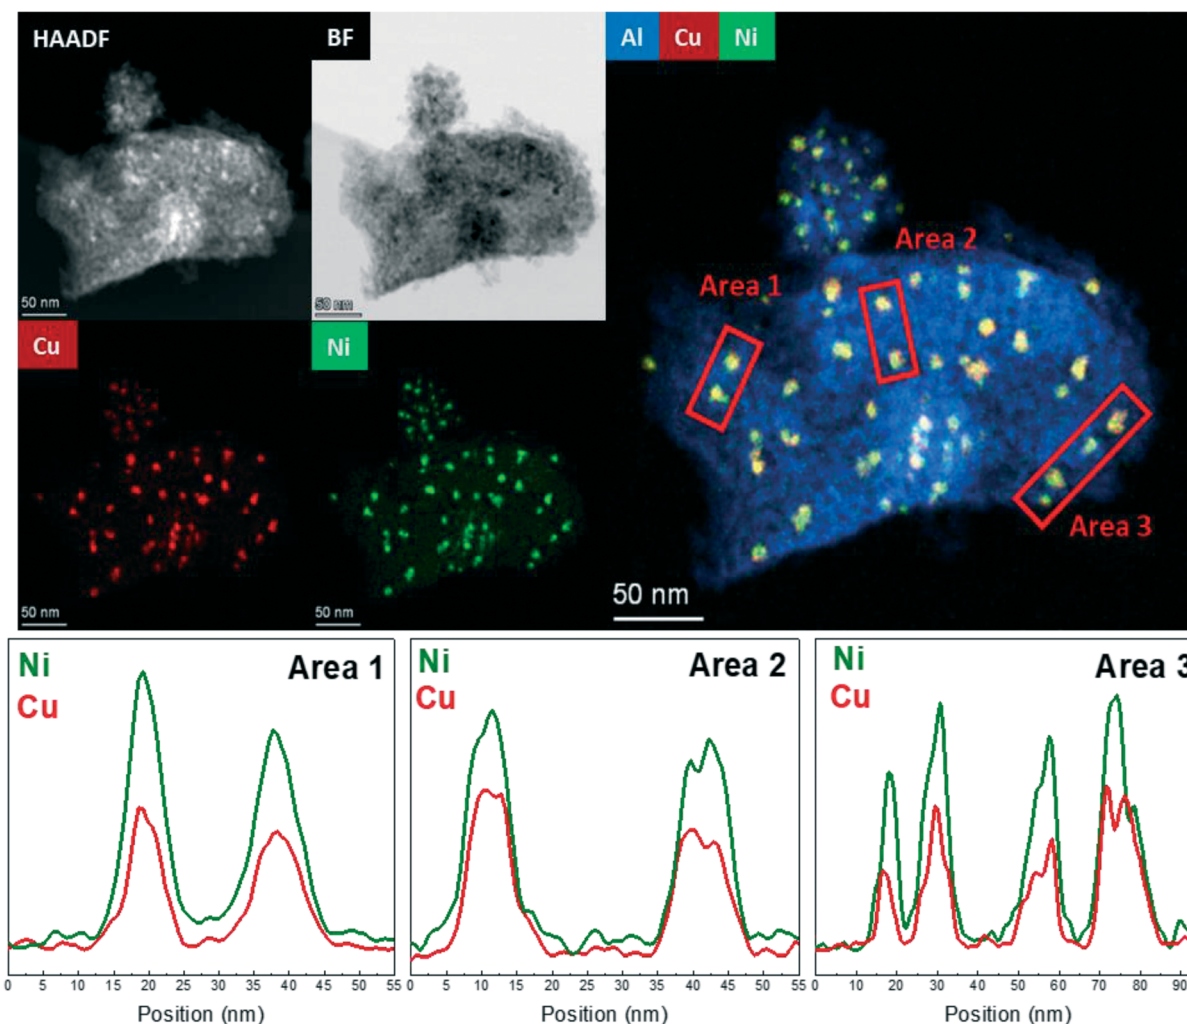 HAADF
BF
Al Cu Ni
50 nm
50 nm
Cu
Ni
50 nm
50 nm
Area 1
Area 2
Area 3
50 nm
Ni
Cu
Area 1
0 5 10 15 20 25 30 35 40 45 50 55
Position (nm)
Ni
Cu
Area 2
0 5 10 15 20 25 30 35 40 45 50 55
Position (nm)
Ni
Cu
Area 3
0 10 20 30 40 50 60 70 80 90
Position (nm)